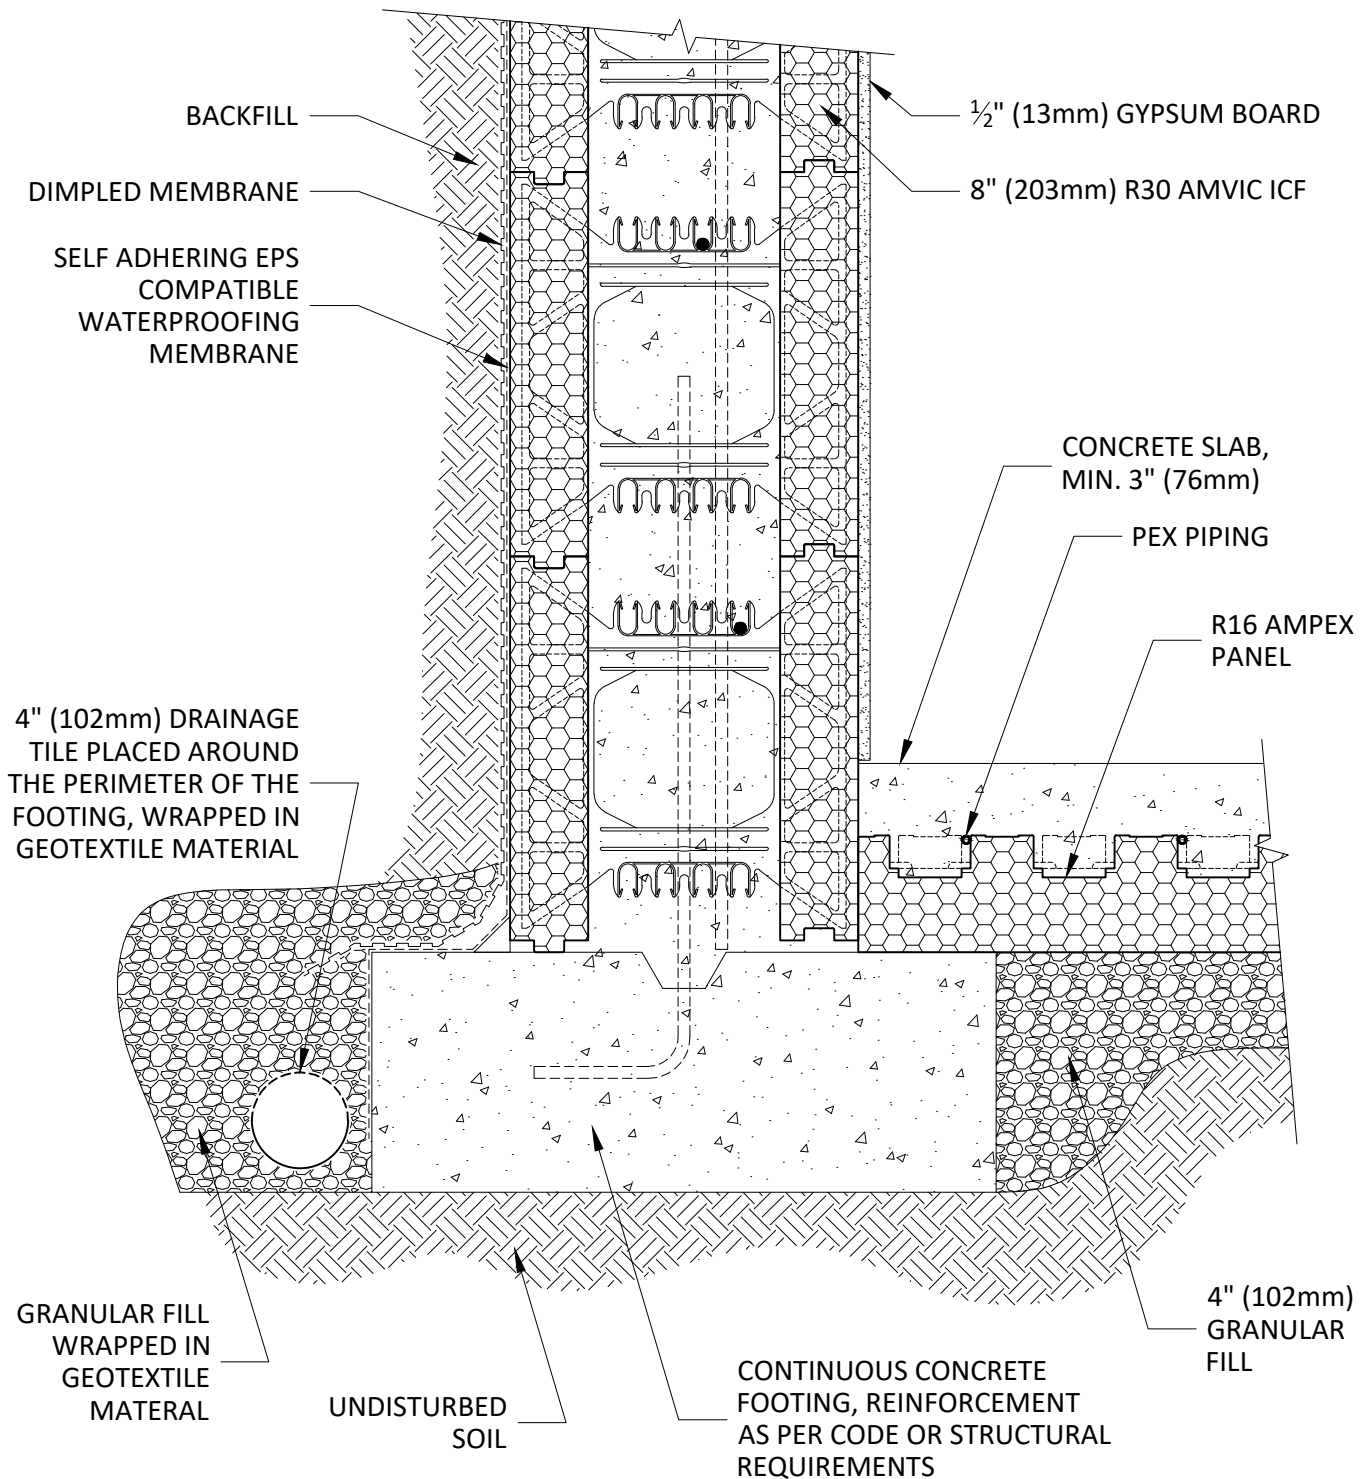 BACKFILL
DIMPLED MEMBRANE
SELF ADHERING EPS
COMPATIBLE
WATERPROOFING
MEMBRANE
½" (13mm) GYPSUM BOARD
8" (203mm) R30 AMVIC ICF
CONCRETE SLAB,
MIN. 3" (76mm)
PEX PIPING
R16 AMPEX
PANEL
4" (102mm) DRAINAGE
TILE PLACED AROUND
THE PERIMETER OF THE
FOOTING, WRAPPED IN
GEOTEXTILE MATERIAL
GRANULAR FILL
WRAPPED IN
GEOTEXTILE
MATERAL
UNDISTURBED
SOIL
CONTINUOUS CONCRETE
FOOTING, REINFORCEMENT
AS PER CODE OR STRUCTURAL
REQUIREMENTS
4" (102mm)
GRANULAR
FILL